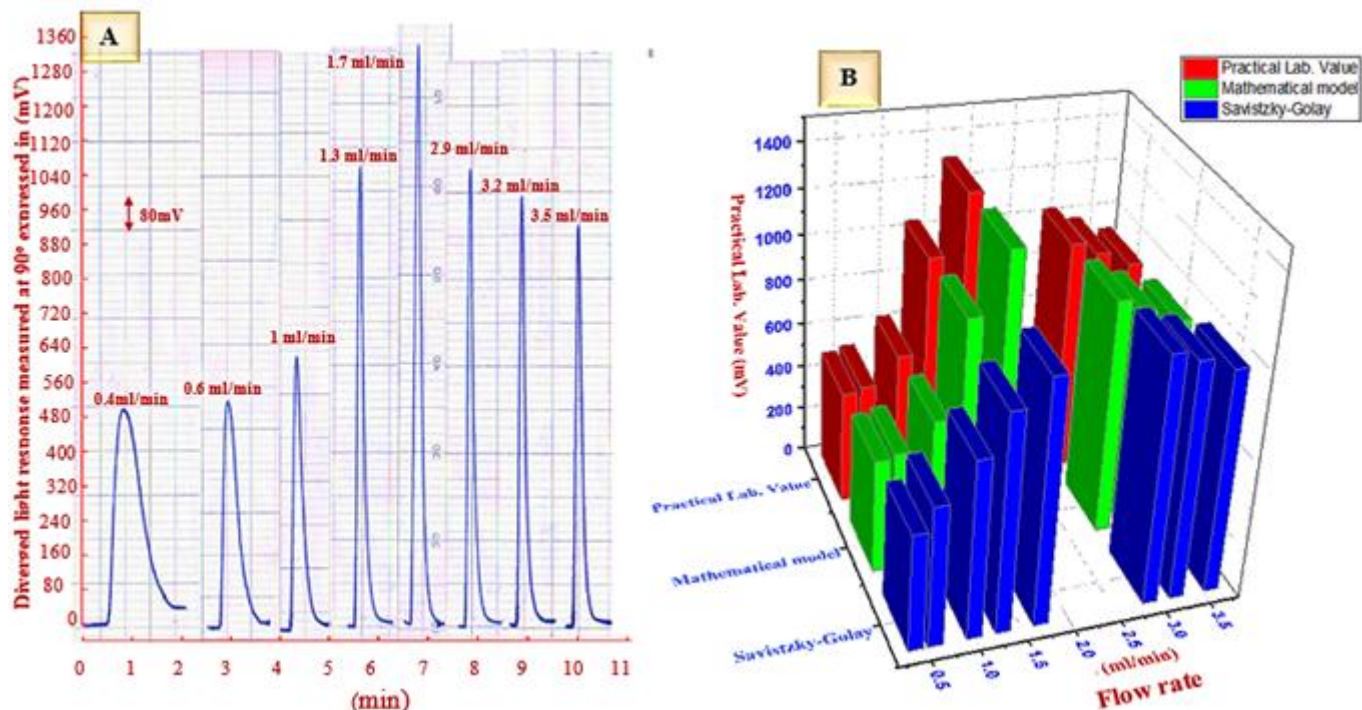 A
Diverged light response measured at 90° expressed in (mV)
1360
1280
1200
1120
1040
960
880
800
720
640
560
480
400
320
240
160
80
0
80mV
0.4ml/min
0.6 ml/min
1 ml/min
1.3 ml/min
1.7 ml/min
2.9 ml/min
3.2 ml/min
3.5 ml/min
0 1 2 3 4 5 6 7 8 9 10 11
(min)
B
Practical Lab. Value
Mathematical model
Savistzky-Golay
Practical Lab. Value (mV)
1400
1200
1000
800
600
400
200
0
Practical Lab. Value
Mathematical model
Savistzky-Golay
0.5 1.0 1.5 2.0 2.5 3.0 3.5
(ml/min)
Flow rate